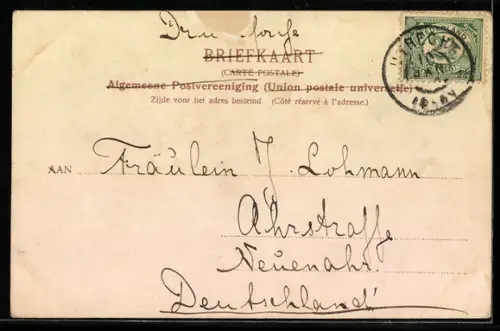 BRIEFKAART
(CARTE POSTALE)
Algemeene Postvereeniging (Union postale universelle)
Zijde voor het adres bestemd. (Côté réservé à l'adresse.)
AAN Fräulein J. Lohmann
Ahrstraße
Neuenahr.
Deutschland